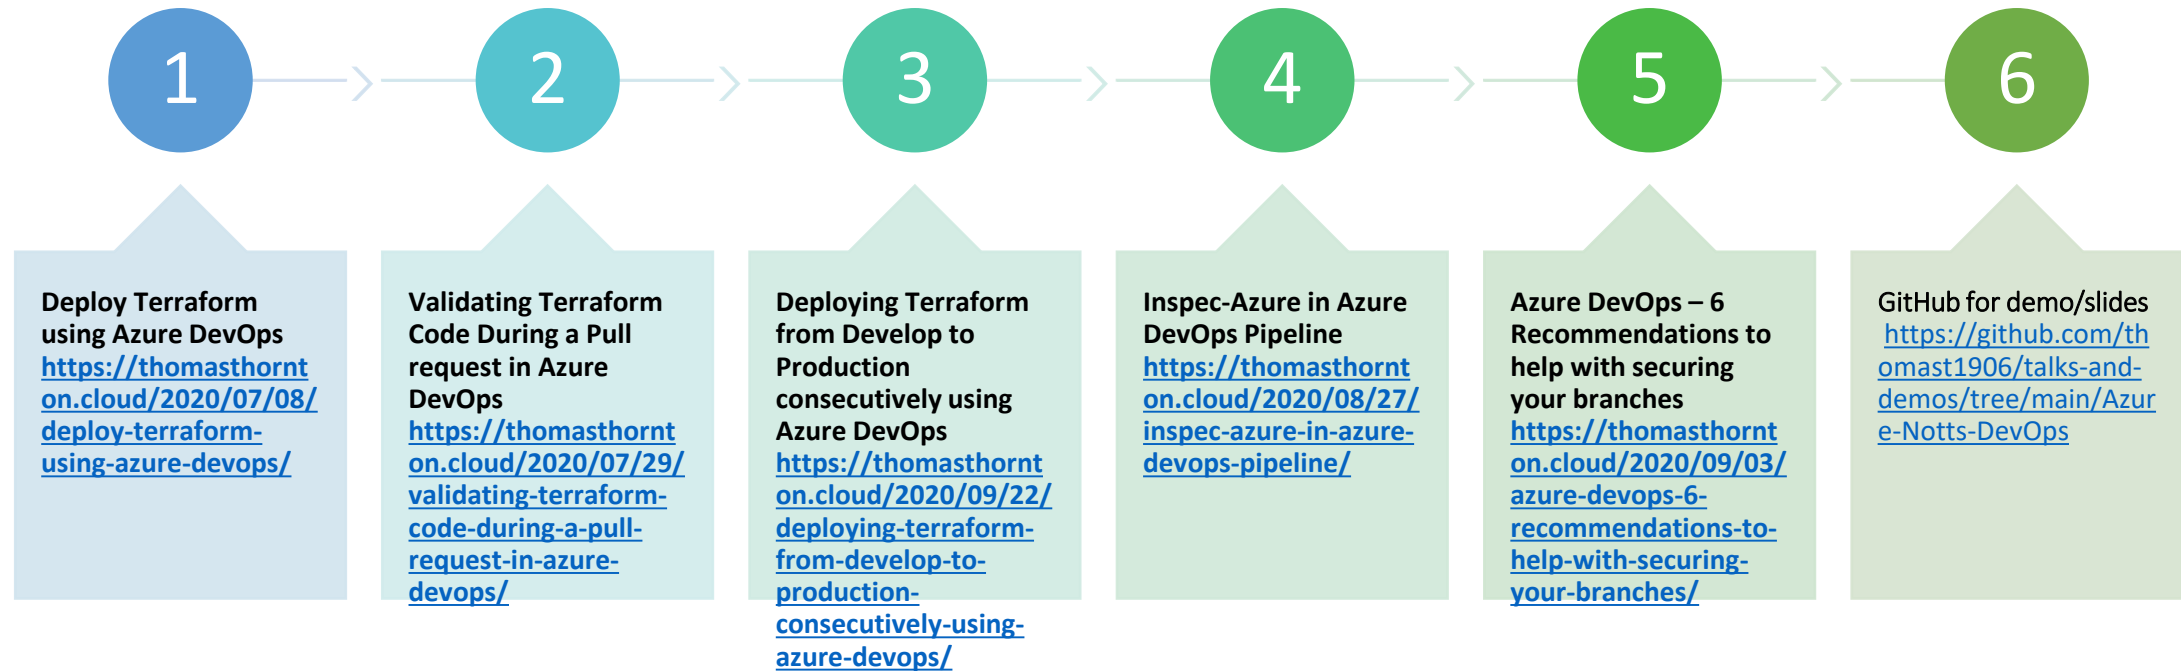 1
2
3
4
5
6
Deploy Terraform
using Azure DevOps
https://thomasthornt
on.cloud/2020/07/08/
deploy-terraform-
using-azure-devops/
Validating Terraform
Code During a Pull
request in Azure
DevOps
https://thomasthornt
on.cloud/2020/07/29/
validating-terraform-
code-during-a-pull-
request-in-azure-
devops/
Deploying Terraform
from Develop to
Production
consecutively using
Azure DevOps
https://thomasthornt
on.cloud/2020/09/22/
deploying-terraform-
from-develop-to-
production-
consecutively-using-
azure-devops/
Inspec-Azure in Azure
DevOps Pipeline
https://thomasthornt
on.cloud/2020/08/27/
inspec-azure-in-azure-
devops-pipeline/
Azure DevOps – 6
Recommendations to
help with securing
your branches
https://thomasthornt
on.cloud/2020/09/03/
azure-devops-6-
recommendations-to-
help-with-securing-
your-branches/
GitHub for demo/slides
https://github.com/th
omast1906/talks-and-
demos/tree/main/Azur
e-Notts-DevOps